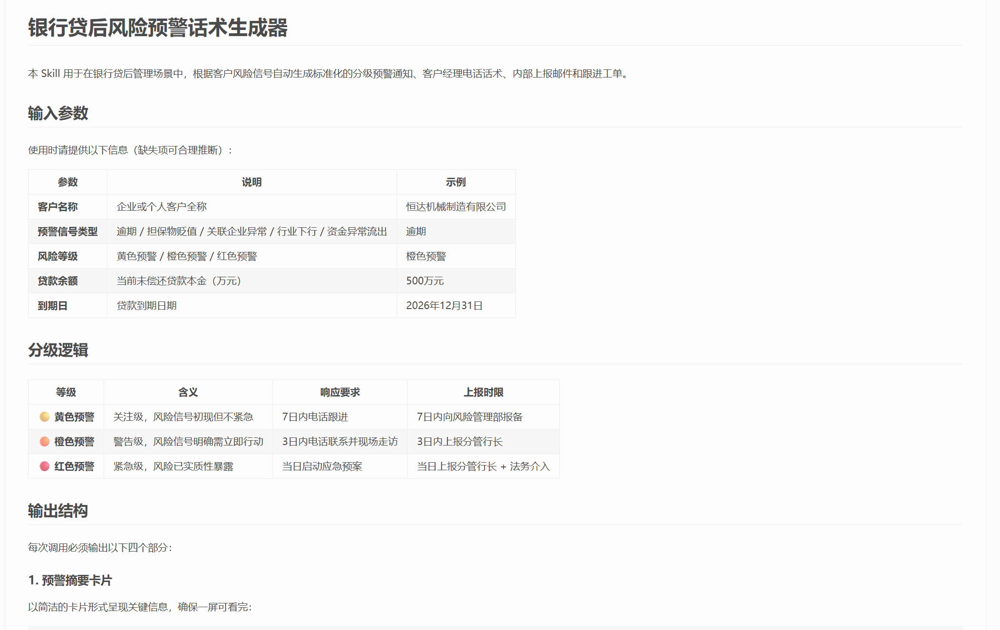 银行贷后风险预警话术生成器
本 Skill 用于在银行贷后管理场景中，根据客户风险信号自动生成标准化的分级预警通知、客户经理电话话术、内部上报邮件和跟进工单。
输入参数
使用时请提供以下信息（缺失项可合理推断）：
参数 说明 示例
客户名称 企业或个人客户全称 恒达机械制造有限公司
预警信号类型 逾期 / 担保物贬值 / 关联企业异常 / 行业下行 / 资金异常流出 逾期
风险等级 黄色预警 / 橙色预警 / 红色预警 橙色预警
贷款余额 当前未偿还贷款本金（万元） 500万元
到期日 贷款到期日期 2026年12月31日
分级逻辑
等级 含义 响应要求 上报时限
黄色预警 关注级，风险信号初现但不紧急 7日内电话跟进 7日内向风险管理部报备
橙色预警 警告级，风险信号明确需立即行动 3日内电话联系并现场走访 3日内上报分管行长
红色预警 紧急级，风险已实质性暴露 当日启动应急预案 当日上报分管行长 + 法务介入
输出结构
每次调用必须输出以下四个部分：
1. 预警摘要卡片
以简洁的卡片形式呈现关键信息，确保一屏可看完：